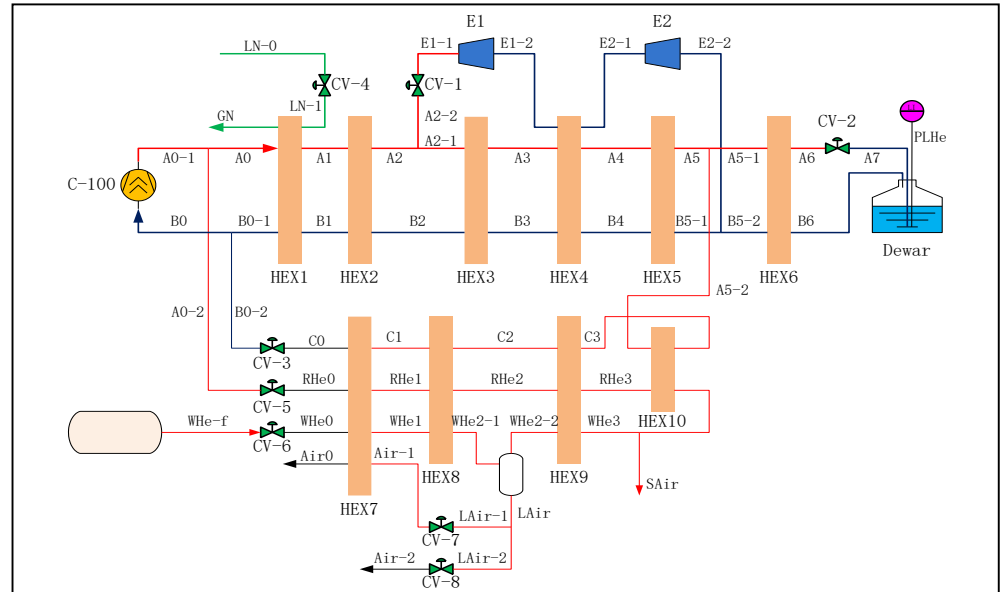 E1
E2
LN-0
E1-1
E1-2
E2-1
E2-2
CV-4
CV-1
LN-1
GN
A2-2
A2-1
CV-2
PLHe
A0-1
A0
A1
A2
A3
A4
A5
A5-1
A6
A7
C-100
B0
B0-1
B1
B2
B3
B4
B5-1
B5-2
B6
Dewar
HEX1
HEX2
HEX3
HEX4
HEX5
HEX6
A5-2
A0-2
B0-2
C0
C1
C2
C3
CV-3
RHe0
RHe1
RHe2
RHe3
CV-5
WHe-f
WHe0
WHe1
WHe2-1
WHe2-2
WHe3
HEX10
CV-6
Air0
Air-1
HEX8
HEX9
SAir
HEX7
LAir-1
LAir
CV-7
Air-2
LAir-2
CV-8